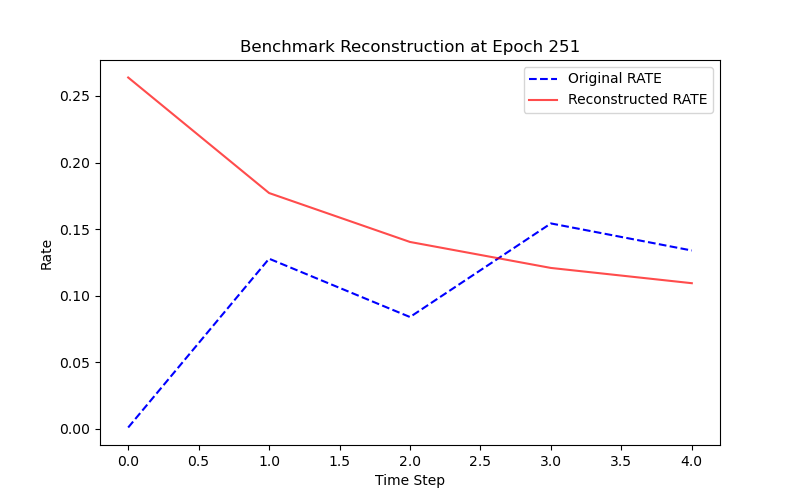 Benchmark Reconstruction at Epoch 251
Original RATE
Reconstructed RATE
0.25
0.20
0.15
0.10
0.05
0.00
Rate
0.0 0.5 1.0 1.5 2.0 2.5 3.0 3.5 4.0
Time Step